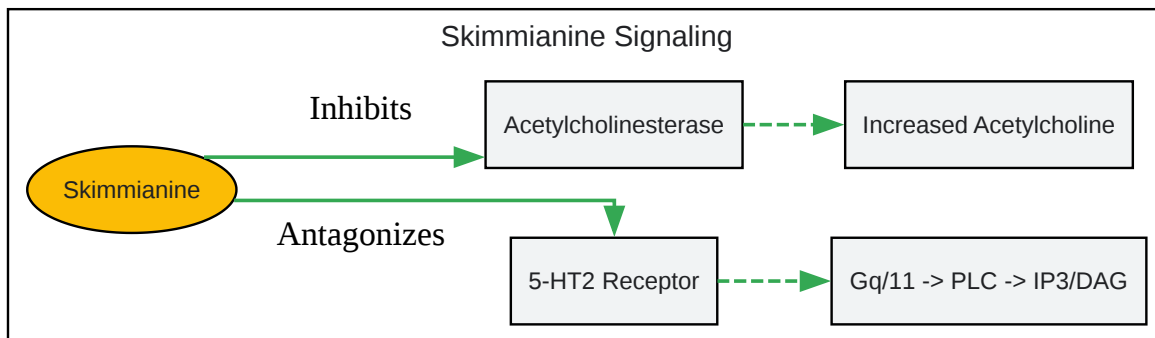 Skimmianine Signaling
Inhibits
Acetylcholinesterase
Increased Acetylcholine
Skimmianine
Antagonizes
5-HT2 Receptor
Gq/11 -> PLC -> IP3/DAG